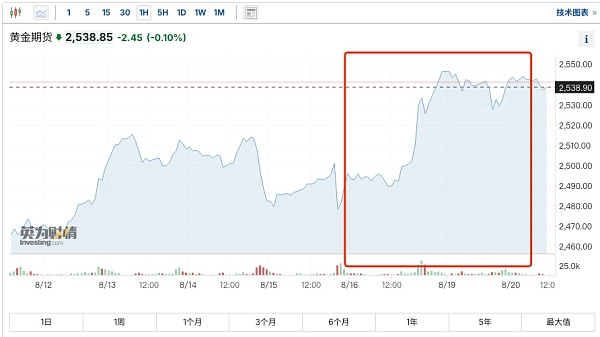 1 5 15 30 1H 5H 1D 1W 1M 技术图表 »
黄金期货 2,538.85 -2.45 (-0.10%)
2,550.00
2,538.90
2,530.00
2,520.00
2,510.00
2,500.00
2,490.00
2,480.00
2,470.00
2,460.00
英为财情
Investing.com
25.0k
8/12 12:00 8/13 12:00 8/14 12:00 8/15 12:00 8/16 12:00 8/19 12:00 8/20 12:0
1日 1周 1个月 3个月 6个月 1年 5年 最大值